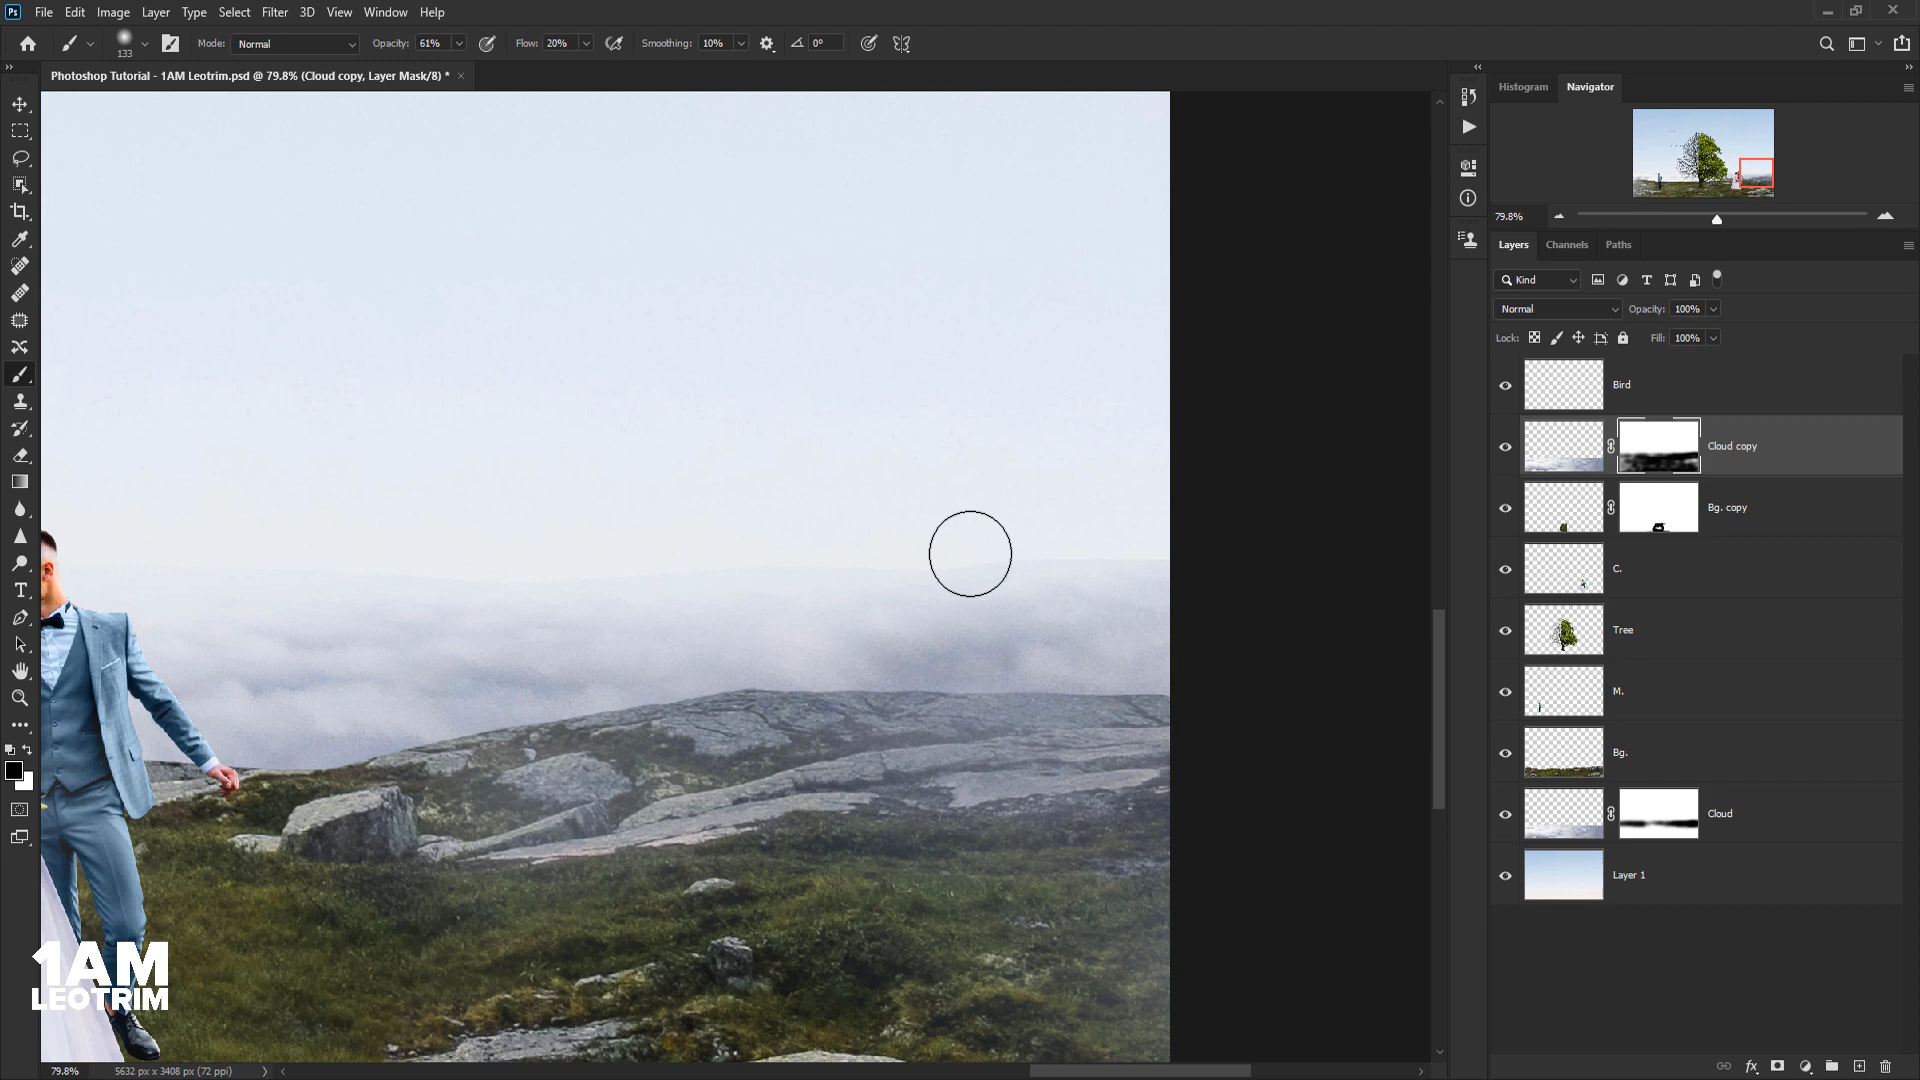 Ps File Edit Image Layer Type Select Filter 3D View Window Help
133 Mode: Normal Opacity: 61% Flow: 20% Smoothing: 10% 0°
Photoshop Tutorial - 1AM Leotrim.psd @ 79.8% (Cloud copy, Layer Mask/8) *
Histogram Navigator
79.8%
Layers Channels Paths
Kind
Normal Opacity: 100%
Lock: Fill: 100%
Bird
Cloud copy
Bg. copy
C.
Tree
M.
Bg.
Cloud
Layer 1
1AM
LEOTRIM
79.8% 5632 px x 3408 px (72 ppi)